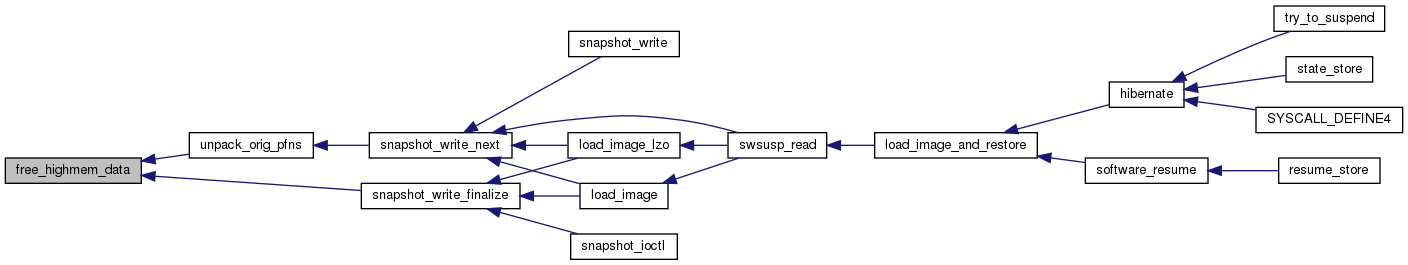 free_highmem_data
unpack_orig_pfns
snapshot_write_finalize
snapshot_write_next
snapshot_write
load_image_lzo
load_image
snapshot_ioctl
swsusp_read
load_image_and_restore
hibernate
software_resume
try_to_suspend
state_store
SYSCALL_DEFINE4
resume_store